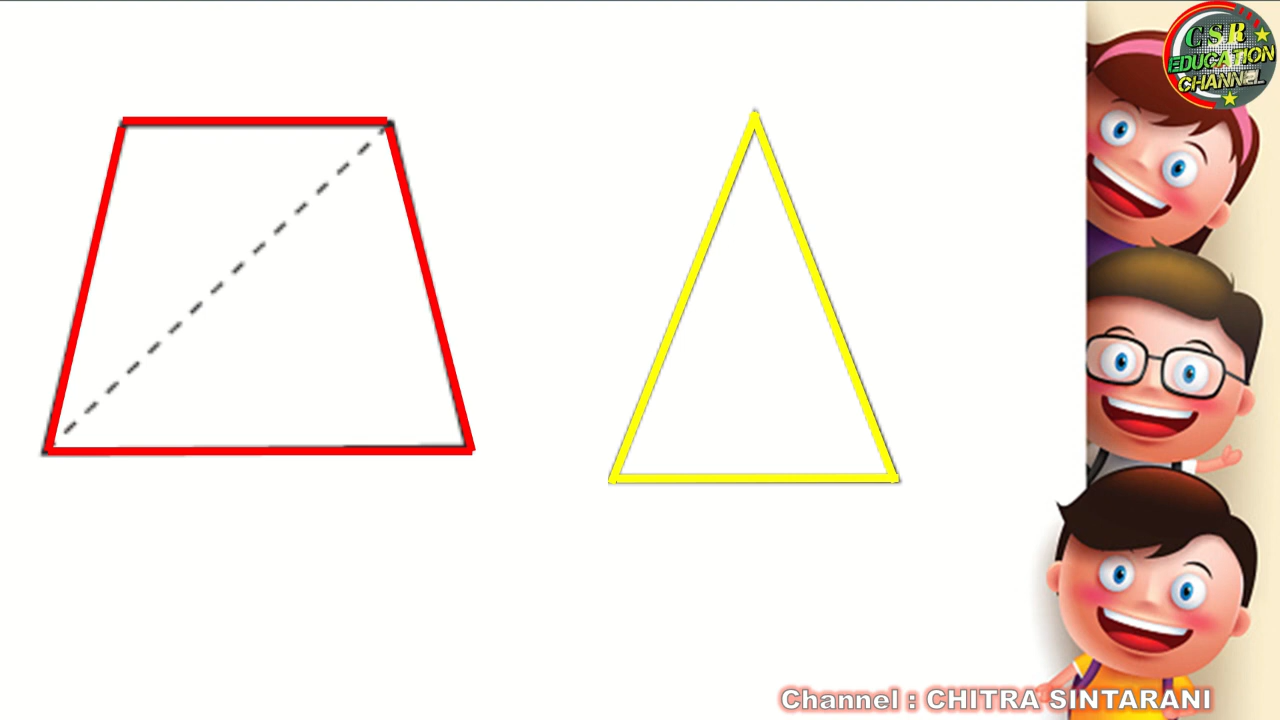 CSR
EDUCATION
CHANNEL
Channel : CHITRA SINTARANI